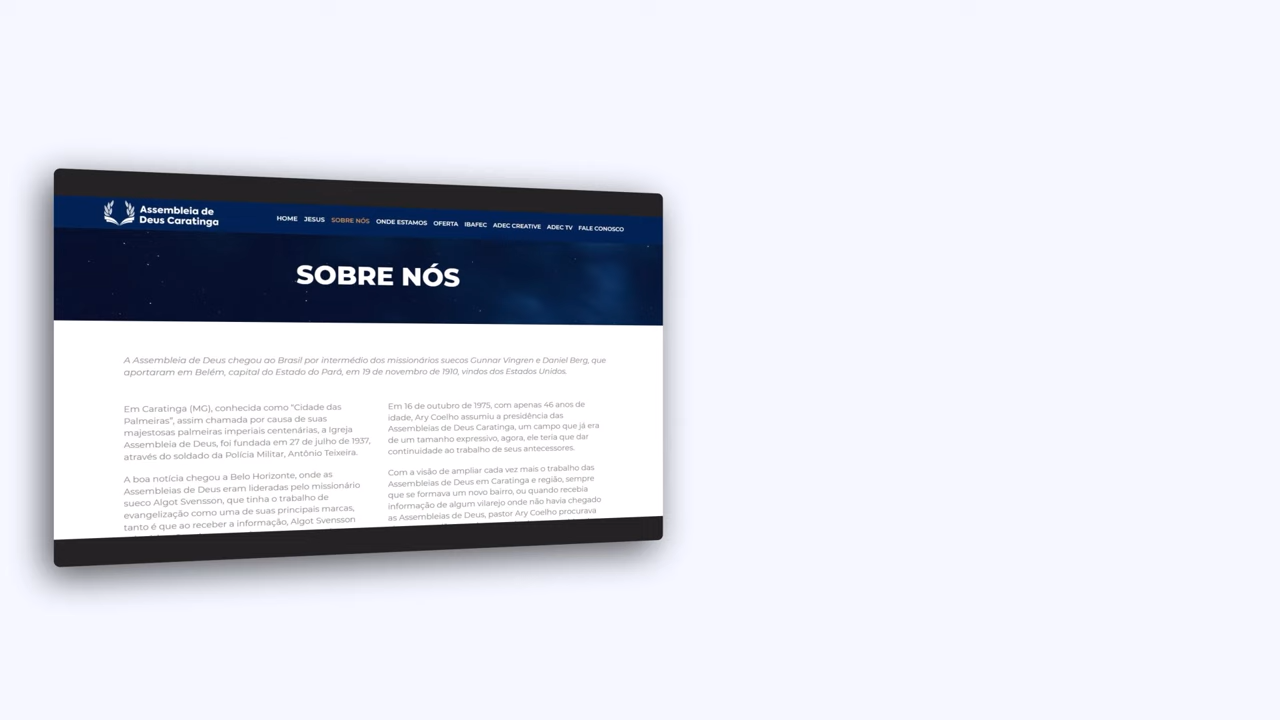 Assembleia de
Deus Caratinga
HOME JESUS SOBRE NÓS ONDE ESTAMOS OFERTA IBAFEC ADEC CREATIVE ADEC TV FALE CONOSCO
SOBRE NÓS
A Assembleia de Deus chegou ao Brasil por intermédio dos missionários suecos Gunnar Vingren e Daniel Berg, que
aportaram em Belém, capital do Estado do Pará, em 19 de novembro de 1910, vindos dos Estados Unidos.
Em Caratinga (MG), conhecida como “Cidade das
Palmeiras”, assim chamada por causa de suas
majestosas palmeiras imperiais centenárias, a Igreja
Assembleia de Deus, foi fundada em 27 de julho de 1937,
através do soldado da Polícia Militar, Antônio Teixeira.
A boa notícia chegou a Belo Horizonte, onde as
Assembleias de Deus eram lideradas pelo missionário
sueco Algot Svensson, que tinha o trabalho de
evangelização como uma de suas principais marcas,
tanto é que ao receber a informação, Algot Svensson
Em 16 de outubro de 1975, com apenas 46 anos de
idade, Ary Coelho assumiu a presidência das
Assembleias de Deus Caratinga, um campo que já era
de um tamanho expressivo, agora, ele teria que dar
continuidade ao trabalho de seus antecessores.
Com a visão de ampliar cada vez mais o trabalho das
Assembleias de Deus em Caratinga e região, sempre
que se formava um novo bairro, ou quando recebia
informação de algum vilarejo onde não havia chegado
as Assembleias de Deus, pastor Ary Coelho procurava